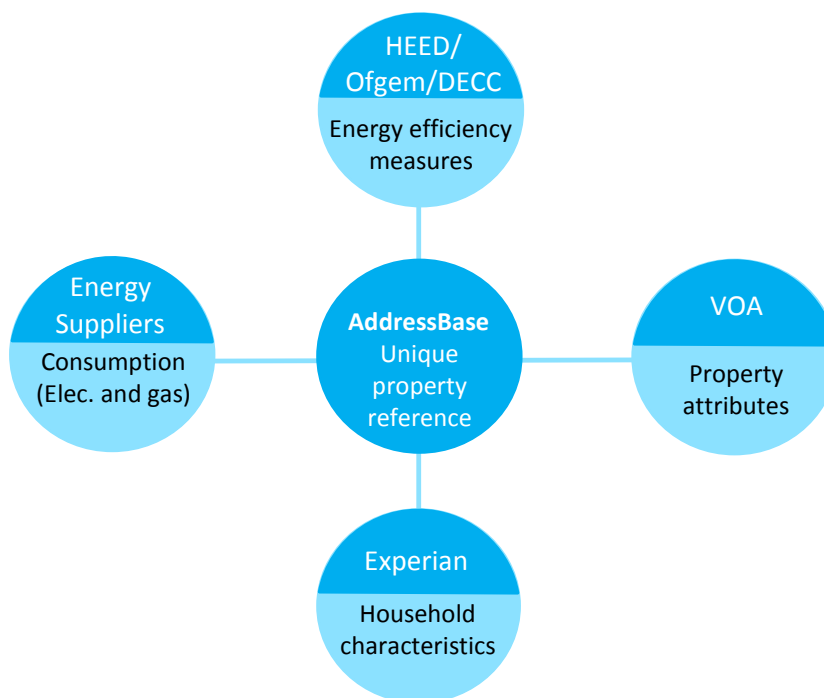 HEED/
Ofgem/DECC
Energy efficiency
measures
Energy
Suppliers
Consumption
(Elec. and gas)
AddressBase
Unique
property
reference
VOA
Property
attributes
Experian
Household
characteristics